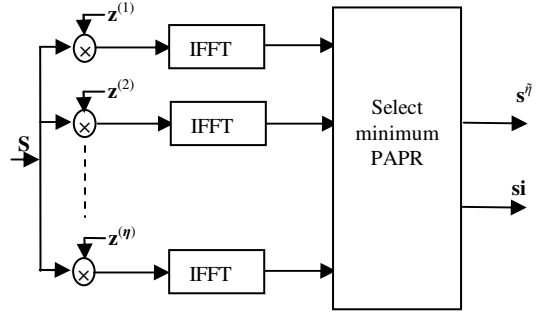 z⁽¹⁾
×
IFFT
z⁽²⁾
×
IFFT
S
Select
minimum
PAPR
s^η̃
si
z⁽η⁾
×
IFFT